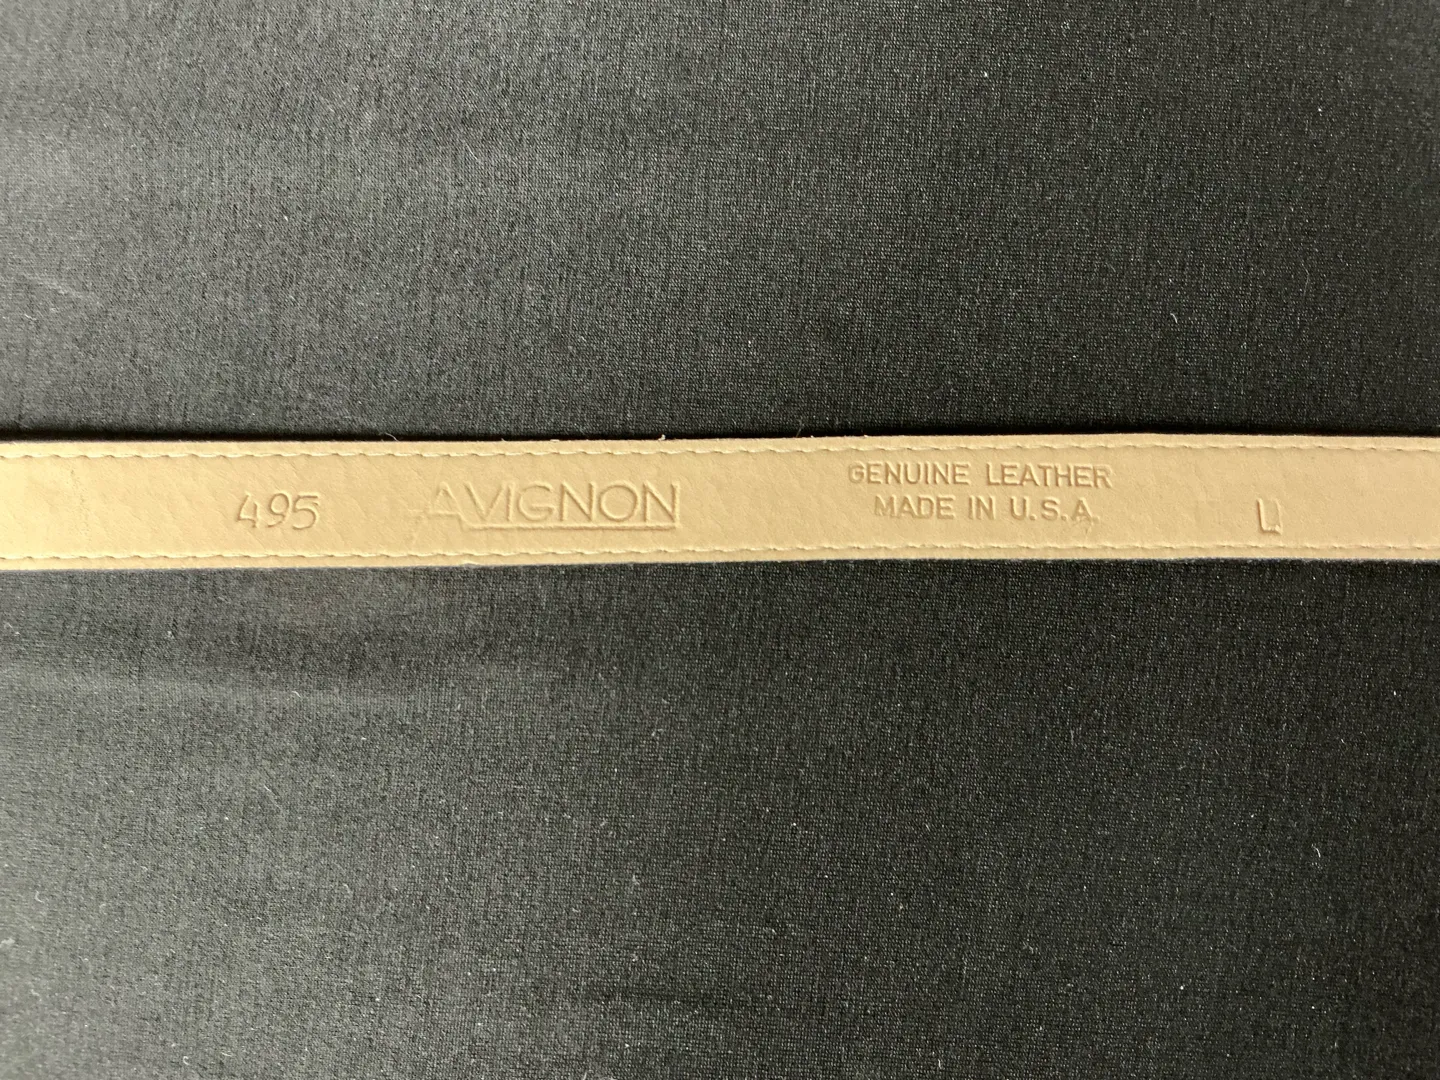 495
AVIGNON
GENUINE LEATHER
MADE IN U.S.A.